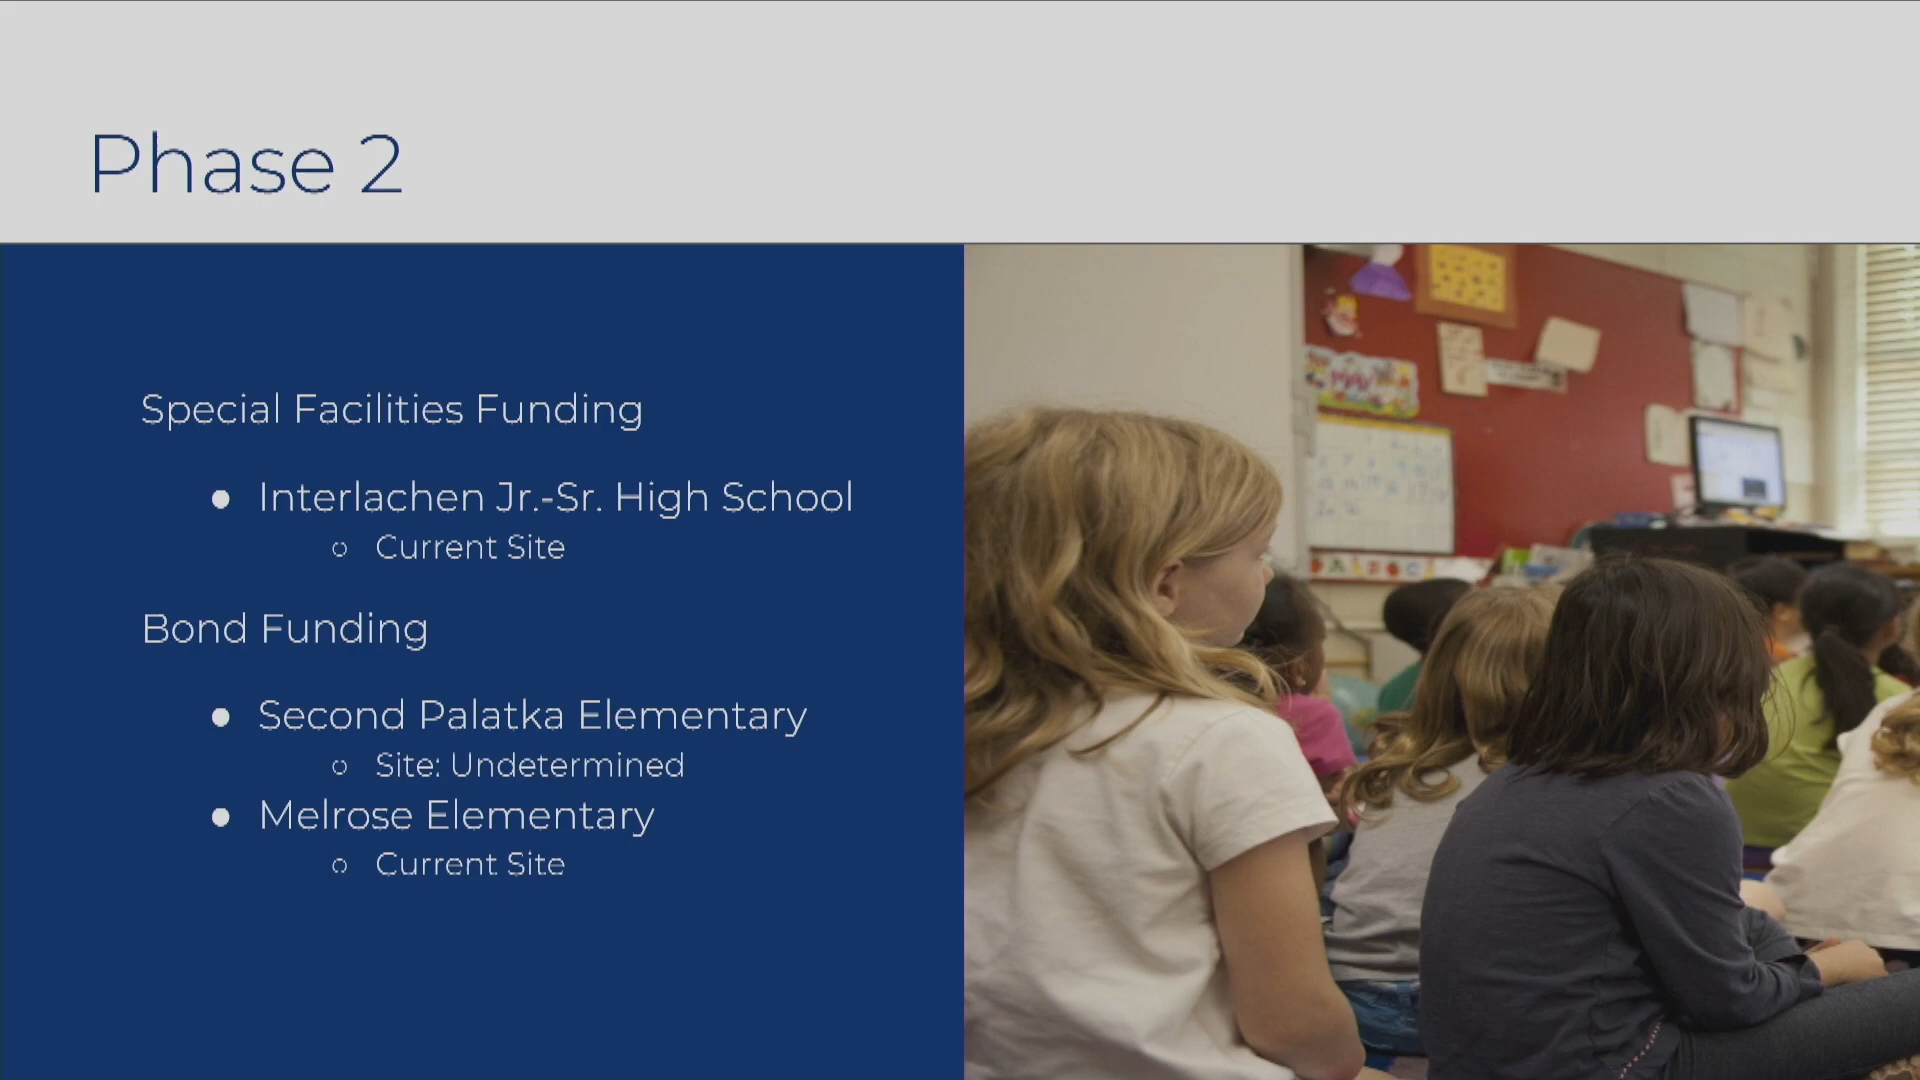 Phase 2
Special Facilities Funding
● Interlachen Jr.-Sr. High School
○ Current Site
Bond Funding
● Second Palatka Elementary
○ Site: Undetermined
● Melrose Elementary
○ Current Site
A B C